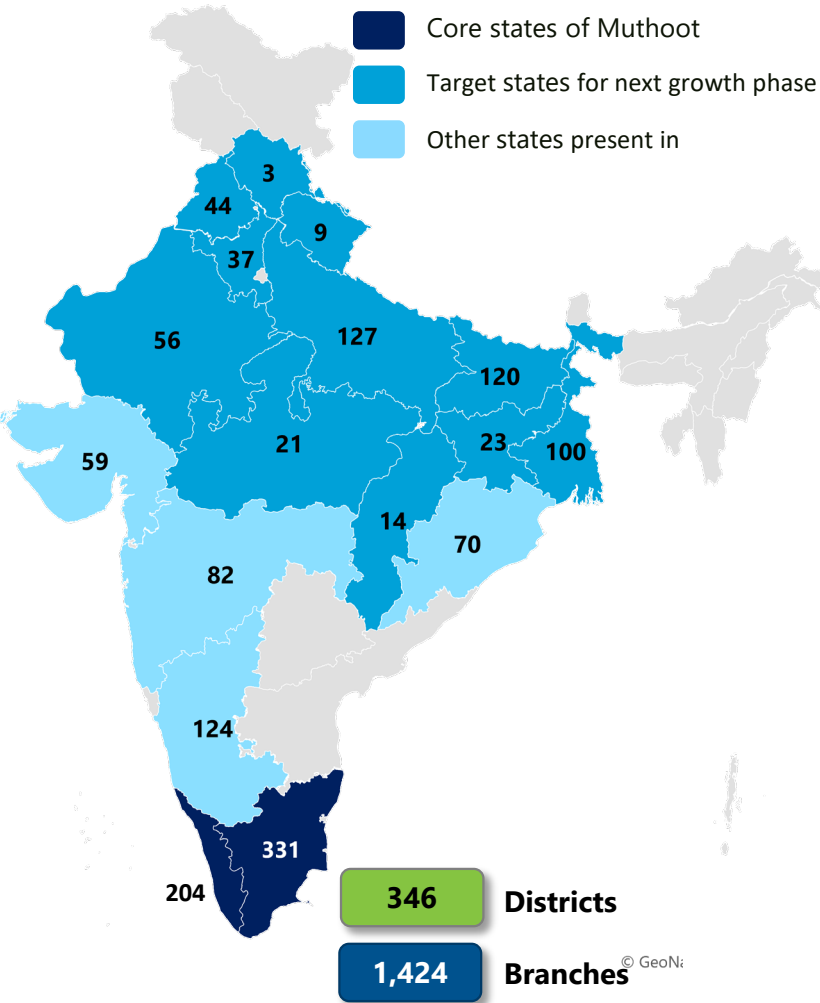 Core states of Muthoot
Target states for next growth phase
Other states present in
3
44
9
37
56
127
120
21
23
100
59
14
70
82
124
331
204
346 Districts
1,424 Branches
© GeoNa